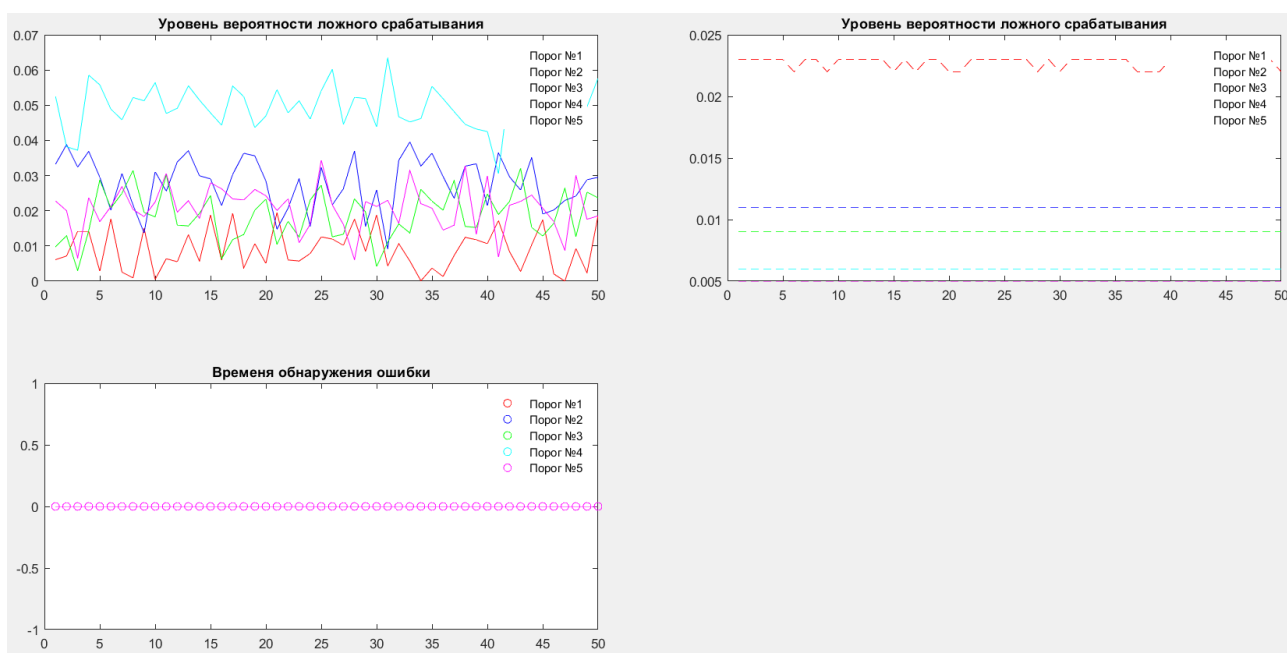 Уровень вероятности ложного срабатывания
0.07
0.06
0.05
0.04
0.03
0.02
0.01
0
0 5 10 15 20 25 30 35 40 45 50
Порог №1
Порог №2
Порог №3
Порог №4
Порог №5
Уровень вероятности ложного срабатывания
0.025
0.02
0.015
0.01
0.005
0 5 10 15 20 25 30 35 40 45 50
Порог №1
Порог №2
Порог №3
Порог №4
Порог №5
Временя обнаружения ошибки
1
0.5
0
-0.5
-1
0 5 10 15 20 25 30 35 40 45 50
Порог №1
Порог №2
Порог №3
Порог №4
Порог №5